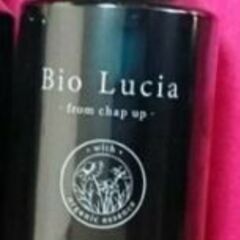 Bio Lucia
- from chap up -
• with •
organic essence